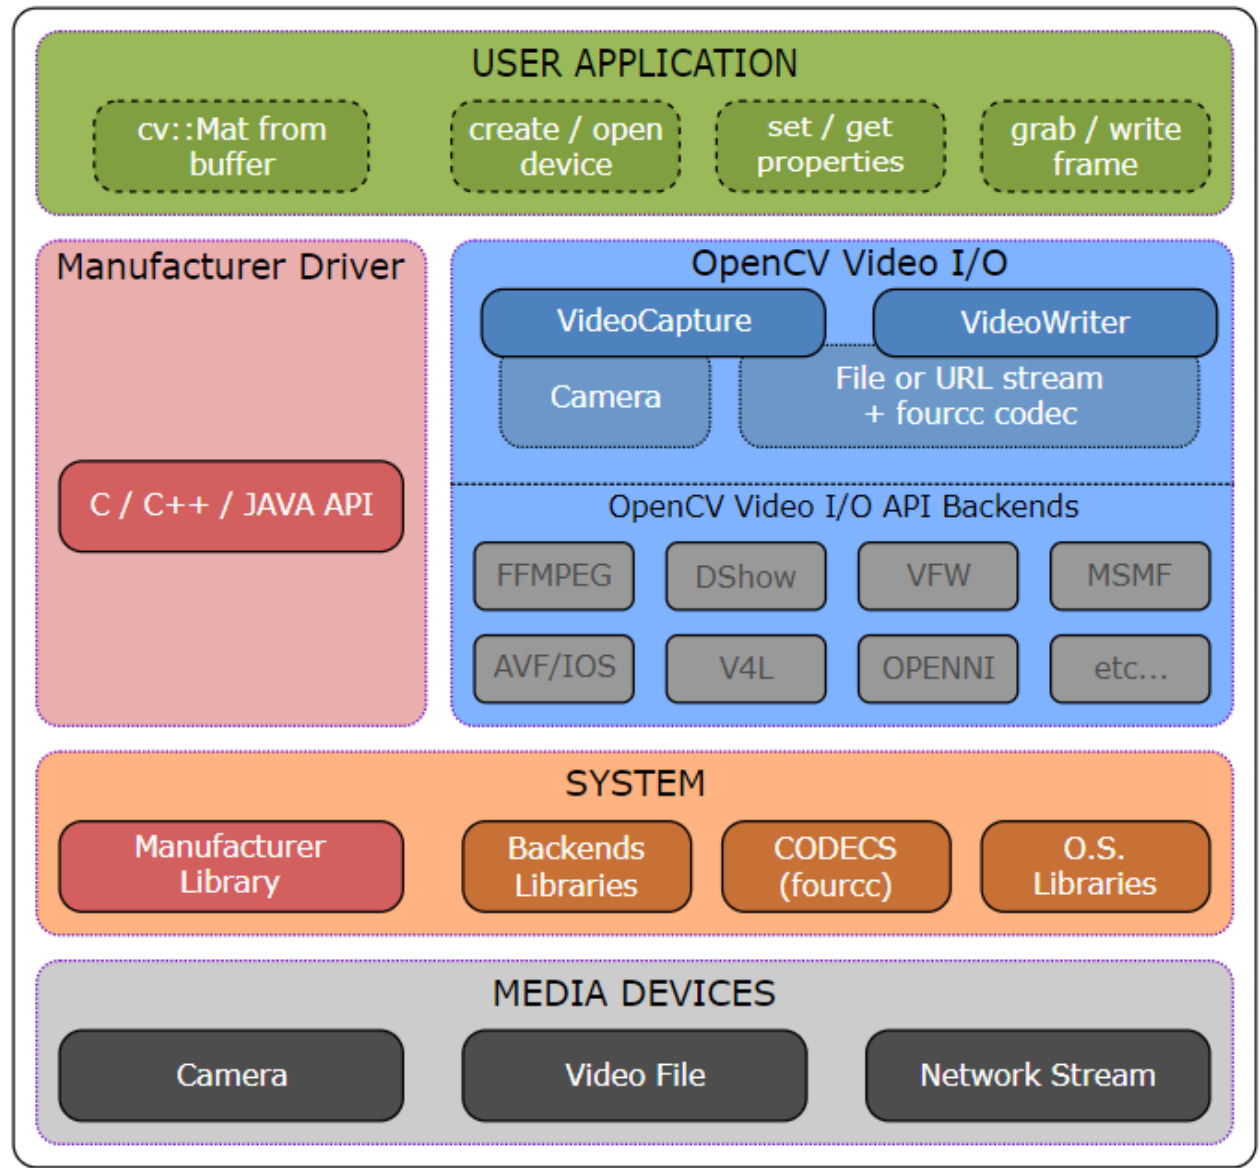 USER APPLICATION
cv::Mat from
buffer
create / open
device
set / get
properties
grab / write
frame
Manufacturer Driver
C / C++ / JAVA API
OpenCV Video I/O
VideoCapture
VideoWriter
Camera
File or URL stream
+ fourcc codec
OpenCV Video I/O API Backends
FFMPEG
DShow
VFW
MSMF
AVF/IOS
V4L
OPENNI
etc...
SYSTEM
Manufacturer
Library
Backends
Libraries
CODECS
(fourcc)
O.S.
Libraries
MEDIA DEVICES
Camera
Video File
Network Stream